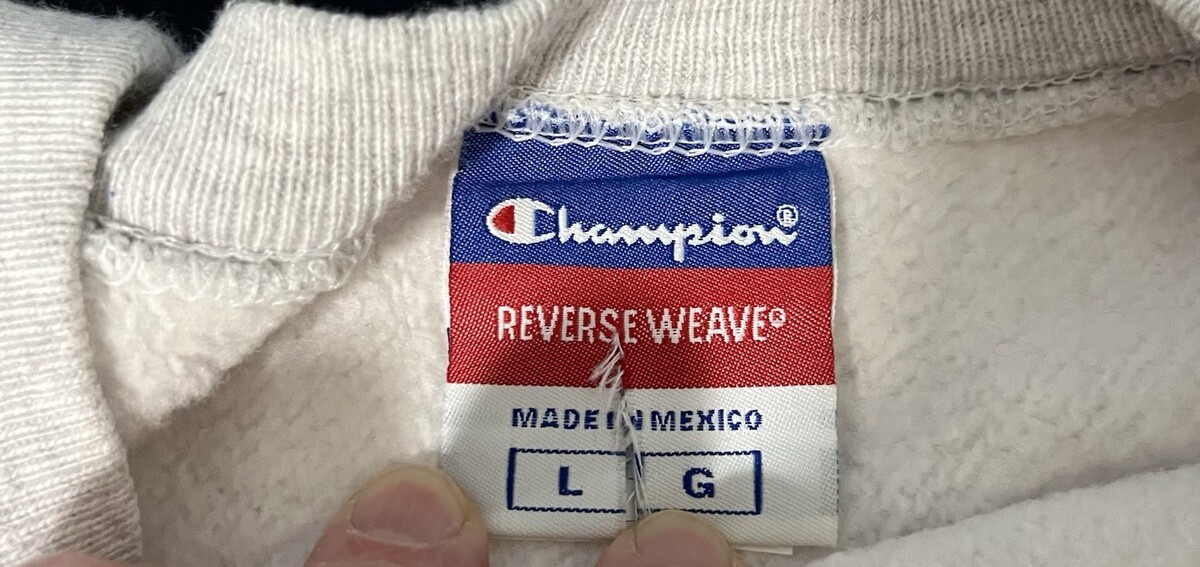 Champion®
REVERSE WEAVE®
MADE IN MEXICO
L G